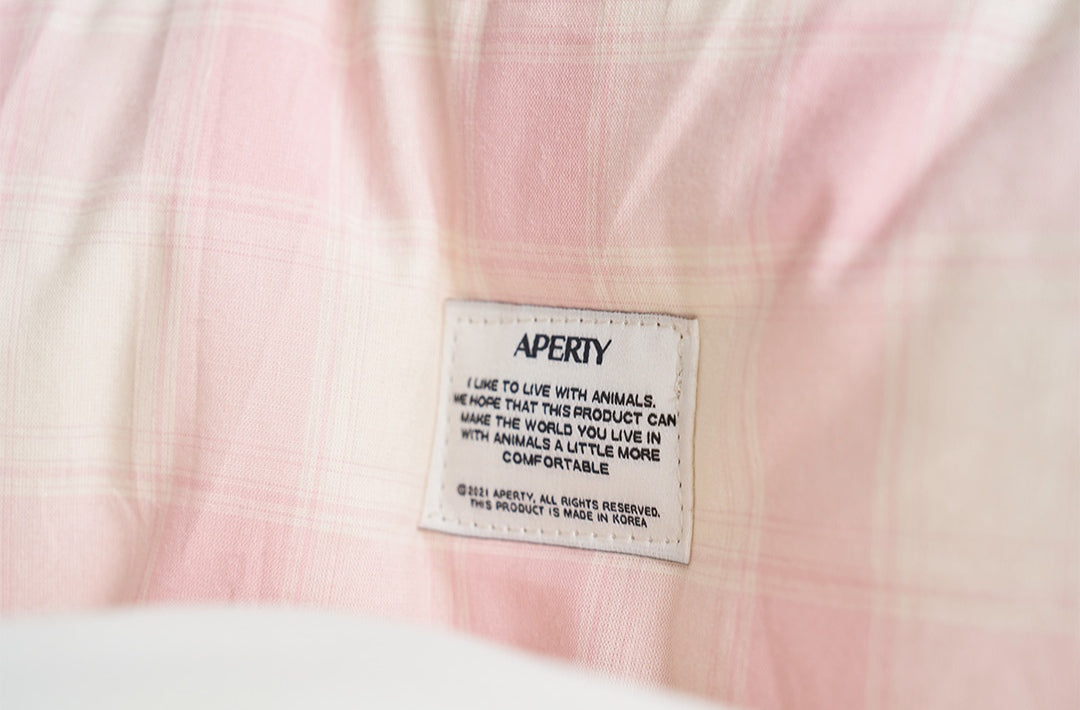 APERTY
I LIKE TO LIVE WITH ANIMALS.
WE HOPE THAT THIS PRODUCT CAN
MAKE THE WORLD YOU LIVE IN
WITH ANIMALS A LITTLE MORE
COMFORTABLE
©2021 APERTY, ALL RIGHTS RESERVED.
THIS PRODUCT IS MADE IN KOREA